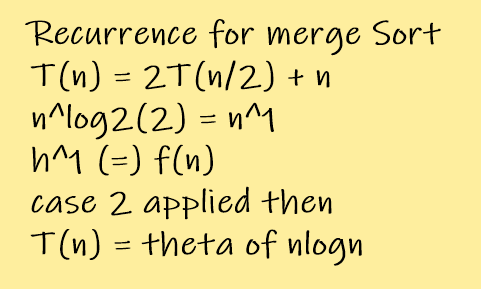 Recurrence for merge Sort
T(n) = 2T(n/2) + n
n^log2(2) = n^1
h^1 (=) f(n)
case 2 applied then
T(n) = theta of nlogn